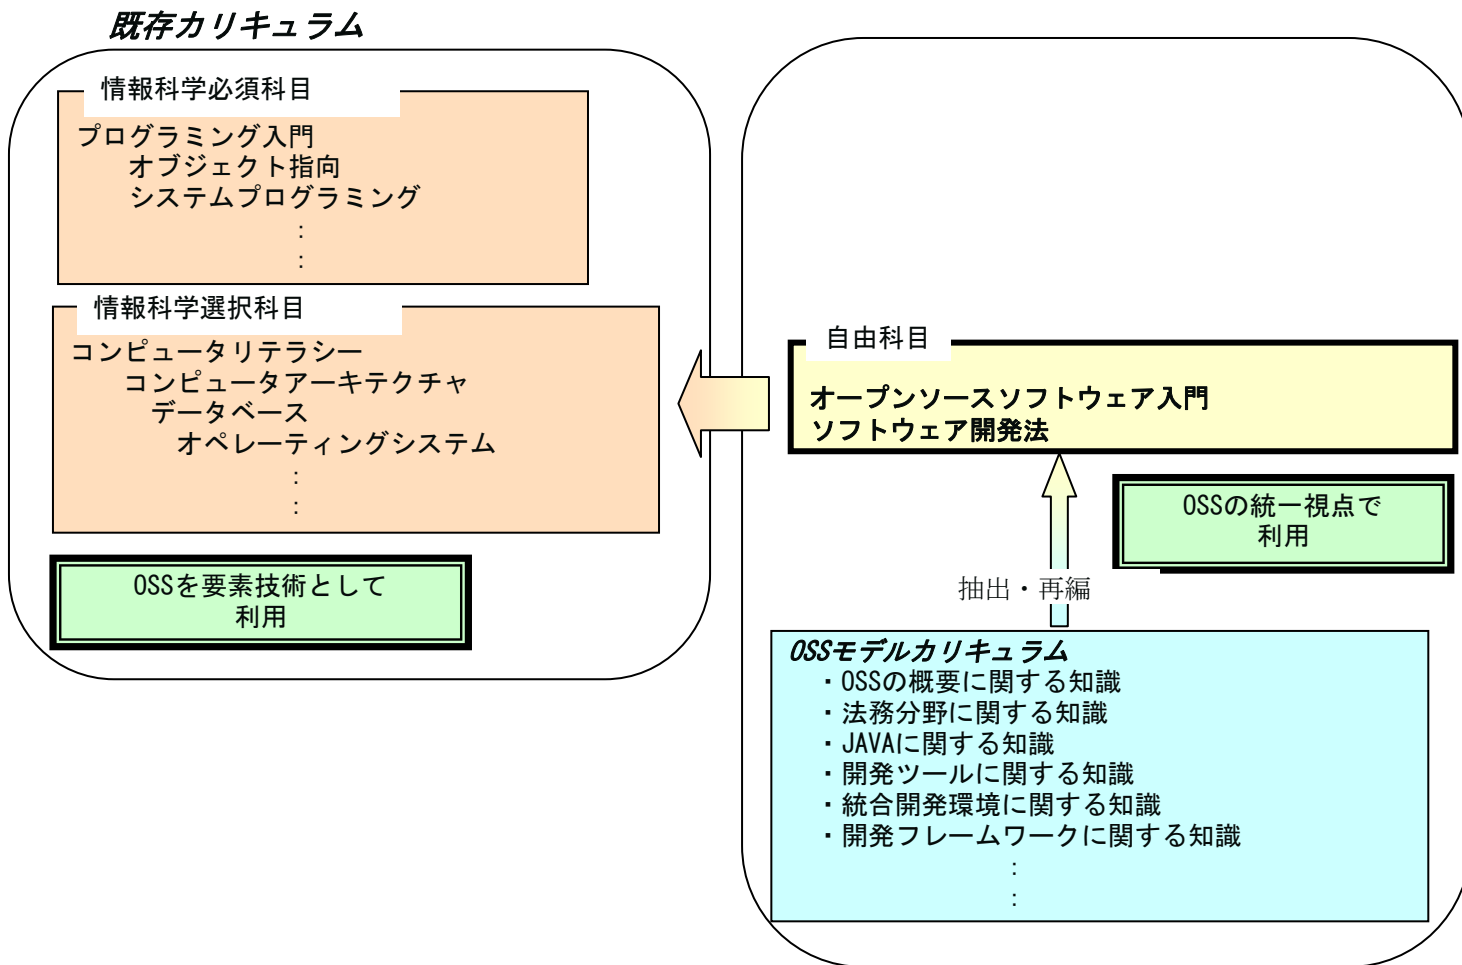 既存カリキュラム
情報科学必須科目
プログラミング入門
オブジェクト指向
システムプログラミング
:
:
情報科学選択科目
コンピュータリテラシー
コンピュータアーキテクチャ
データベース
オペレーティングシステム
:
:
OSSを要素技術として
利用
自由科目
オープンソースソフトウェア入門
ソフトウェア開発法
OSSの統一視点で
利用
抽出・再編
OSSモデルカリキュラム
・OSSの概要に関する知識
・法務分野に関する知識
・JAVAに関する知識
・開発ツールに関する知識
・統合開発環境に関する知識
・開発フレームワークに関する知識
:
: